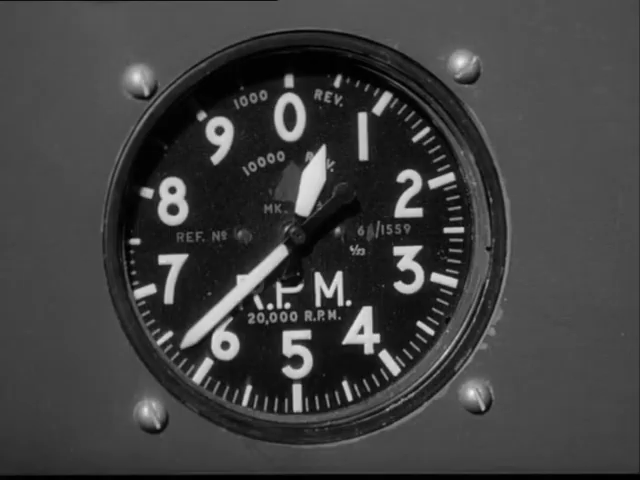 1000 REV.
0
1
2
3
4
5
6
7
8
9
10000 REV.
MK.
REF. Nº 6 /1559
R.P.M.
20,000 R.P.M.